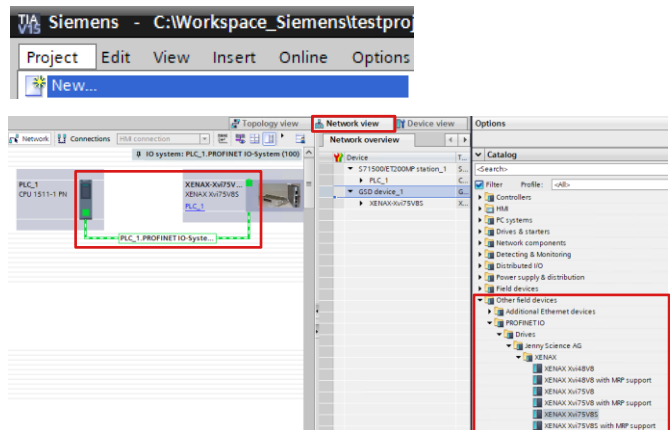 TIA V15 Siemens - C:\Workspace_Siemens\testproj
Project Edit View Insert Online Options
New...
Topology view Network view Device view Options
Network Connections HMI connection Network overview
IO system: PLC_1.PROFINET IO-System (100)
Device T...
Catalog
S71500/ET200MP station_1 S...
<Search>
PLC_1 C...
Filter Profile: <All>
PLC_1 XENAX-Xvi75V...
CPU 1511-1 PN XENAX Xvi75V8S
PLC_1
GSD device_1 G...
XENAX-Xvi75V8S X...
Controllers
HMI
PC systems
Drives & starters
Network components
Detecting & Monitoring
Distributed I/O
PLC_1.PROFINET IO-Syste...
Power supply & distribution
Field devices
Other field devices
Additional Ethernet devices
PROFINET IO
Drives
Jenny Science AG
XENAX
XENAX Xvi48V8
XENAX Xvi48V8 with MRP support
XENAX Xvi75V8
XENAX Xvi75V8 with MRP support
XENAX Xvi75V8S
XENAX Xvi75V8S with MRP support